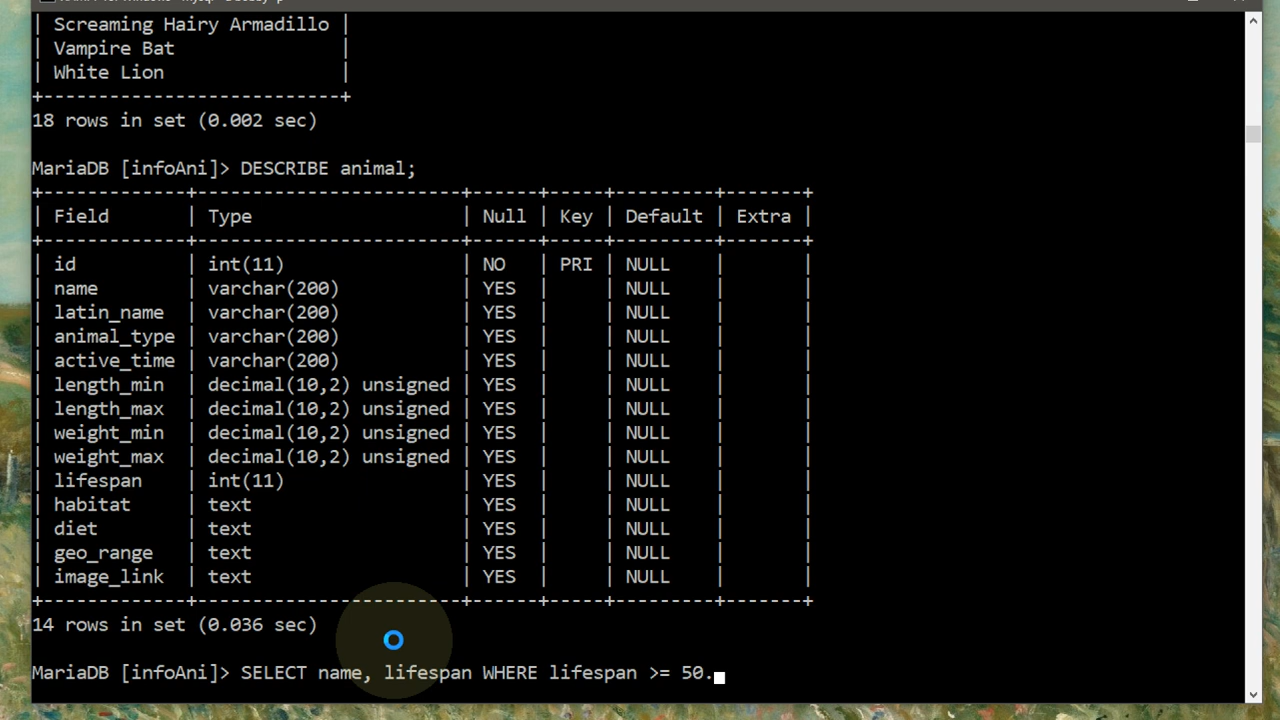 | Screaming Hairy Armadillo |
| Vampire Bat |
| White Lion |
+---------------------------+
18 rows in set (0.002 sec)
MariaDB [infoAni]> DESCRIBE animal;
+--------------+-----------------------+------+-----+---------+-------+
| Field | Type | Null | Key | Default | Extra |
+--------------+-----------------------+------+-----+---------+-------+
| id | int(11) | NO | PRI | NULL | |
| name | varchar(200) | YES | | NULL | |
| latin_name | varchar(200) | YES | | NULL | |
| animal_type | varchar(200) | YES | | NULL | |
| active_time | varchar(200) | YES | | NULL | |
| length_min | decimal(10,2) unsigned | YES | | NULL | |
| length_max | decimal(10,2) unsigned | YES | | NULL | |
| weight_min | decimal(10,2) unsigned | YES | | NULL | |
| weight_max | decimal(10,2) unsigned | YES | | NULL | |
| lifespan | int(11) | YES | | NULL | |
| habitat | text | YES | | NULL | |
| diet | text | YES | | NULL | |
| geo_range | text | YES | | NULL | |
| image_link | text | YES | | NULL | |
+--------------+-----------------------+------+-----+---------+-------+
14 rows in set (0.036 sec)
MariaDB [infoAni]> SELECT name, lifespan WHERE lifespan >= 50.